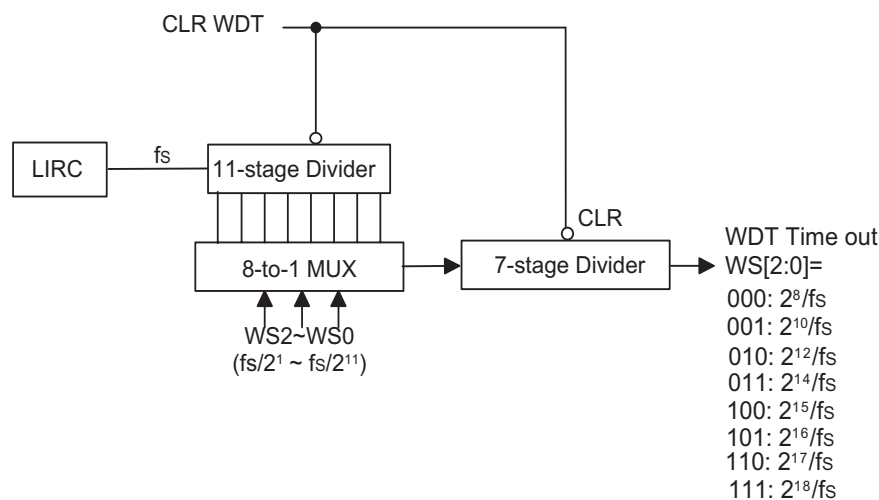 CLR WDT
LIRC
fs
11-stage Divider
8-to-1 MUX
WS2~WS0
(fs/2¹ ~ fs/2¹¹)
CLR
7-stage Divider
WDT Time out
WS[2:0]=
000: 2⁸/fs
001: 2¹⁰/fs
010: 2¹²/fs
011: 2¹⁴/fs
100: 2¹⁵/fs
101: 2¹⁶/fs
110: 2¹⁷/fs
111: 2¹⁸/fs